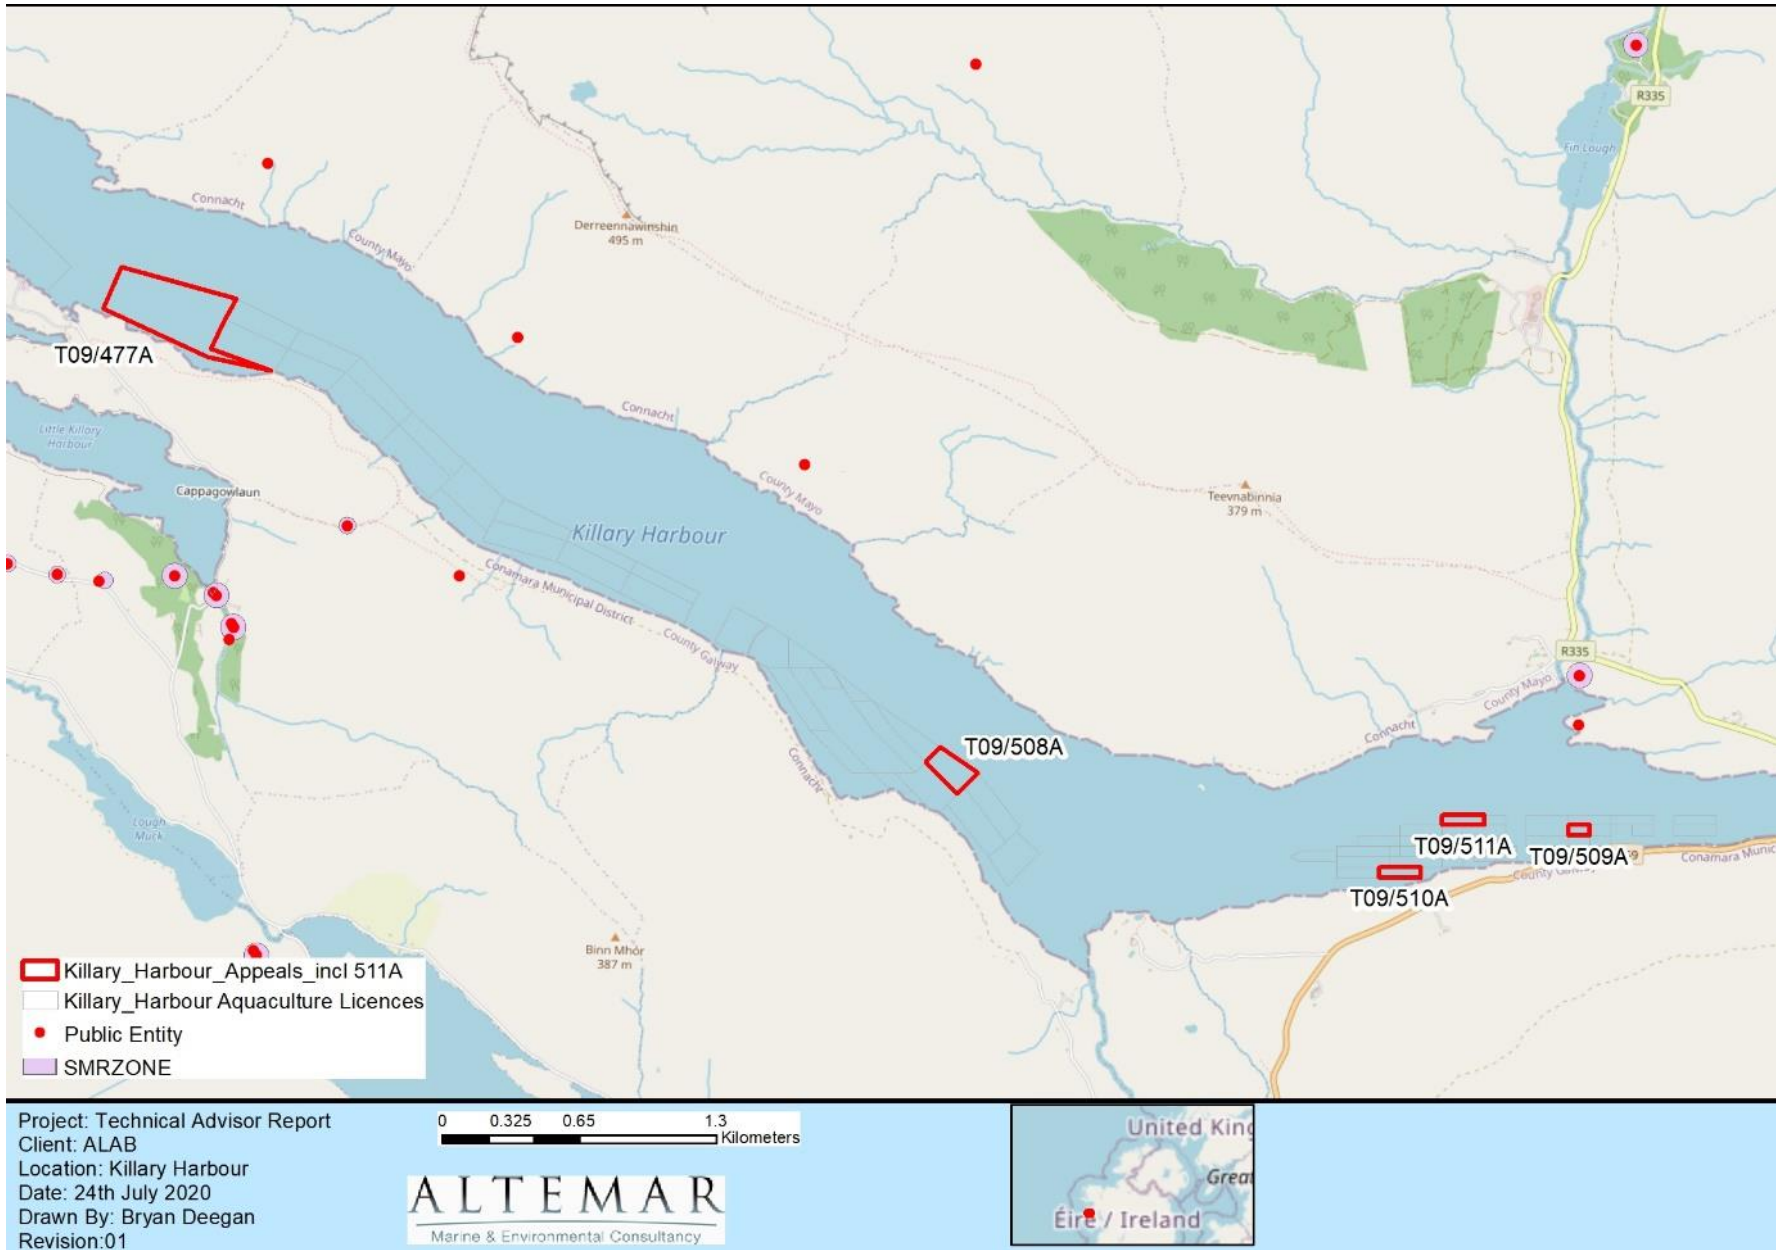 R335
Fin Lough
Connacht
County Mayo
Derreennawinshin
495 m
T09/477A
Little Killary
Harbour
Connacht
County Mayo
Cappagowlaun
Teevnabinnia
379 m
Killary Harbour
Conamara Municipal District
County Galway
R335
County Mayo
Connacht
T09/508A
Connacht
Lough
Muck
T09/511A
T09/509A
9
Conamara Munic
County Galway
T09/510A
Binn Mhór
387 m
Killary_Harbour_Appeals_incl 511A
Killary_Harbour Aquaculture Licences
Public Entity
SMRZONE
Project: Technical Advisor Report
Client: ALAB
Location: Killary Harbour
Date: 24th July 2020
Drawn By: Bryan Deegan
Revision:01
0 0.325 0.65 1.3
Kilometers
ALTEMAR
Marine & Environmental Consultancy
United King
Great
Éire / Ireland